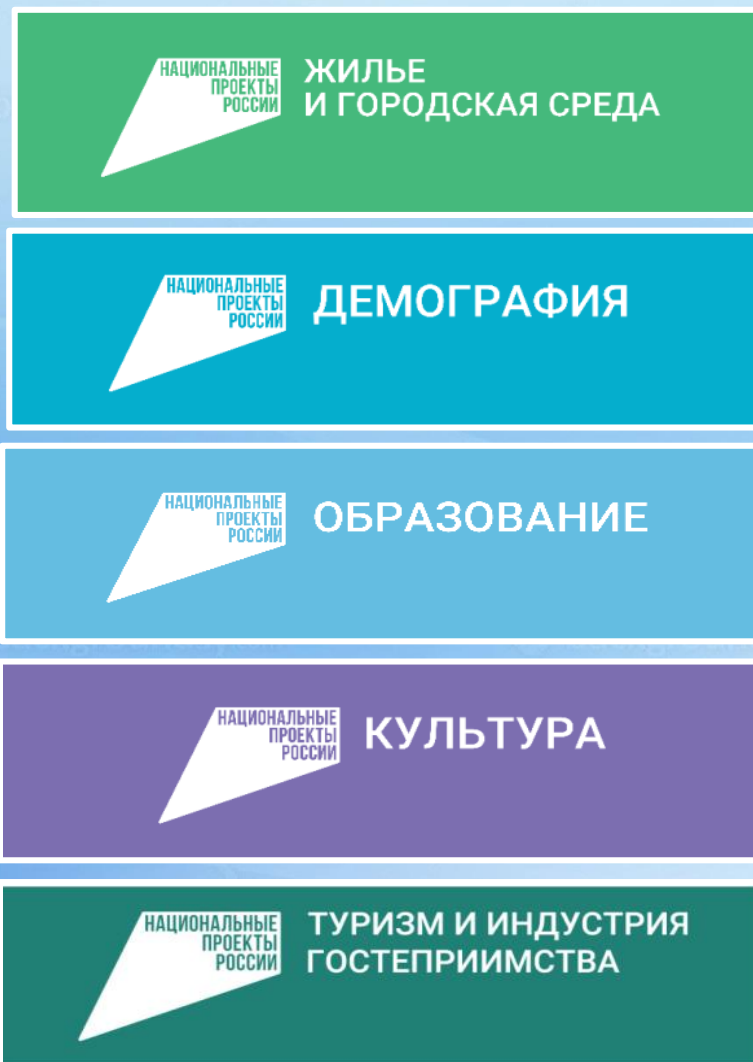 НАЦИОНАЛЬНЫЕ
ПРОЕКТЫ
РОССИИ
ЖИЛЬЕ
И ГОРОДСКАЯ СРЕДА
НАЦИОНАЛЬНЫЕ
ПРОЕКТЫ
РОССИИ
ДЕМОГРАФИЯ
НАЦИОНАЛЬНЫЕ
ПРОЕКТЫ
РОССИИ
ОБРАЗОВАНИЕ
НАЦИОНАЛЬНЫЕ
ПРОЕКТЫ
РОССИИ
КУЛЬТУРА
НАЦИОНАЛЬНЫЕ
ПРОЕКТЫ
РОССИИ
ТУРИЗМ И ИНДУСТРИЯ
ГОСТЕПРИИМСТВА